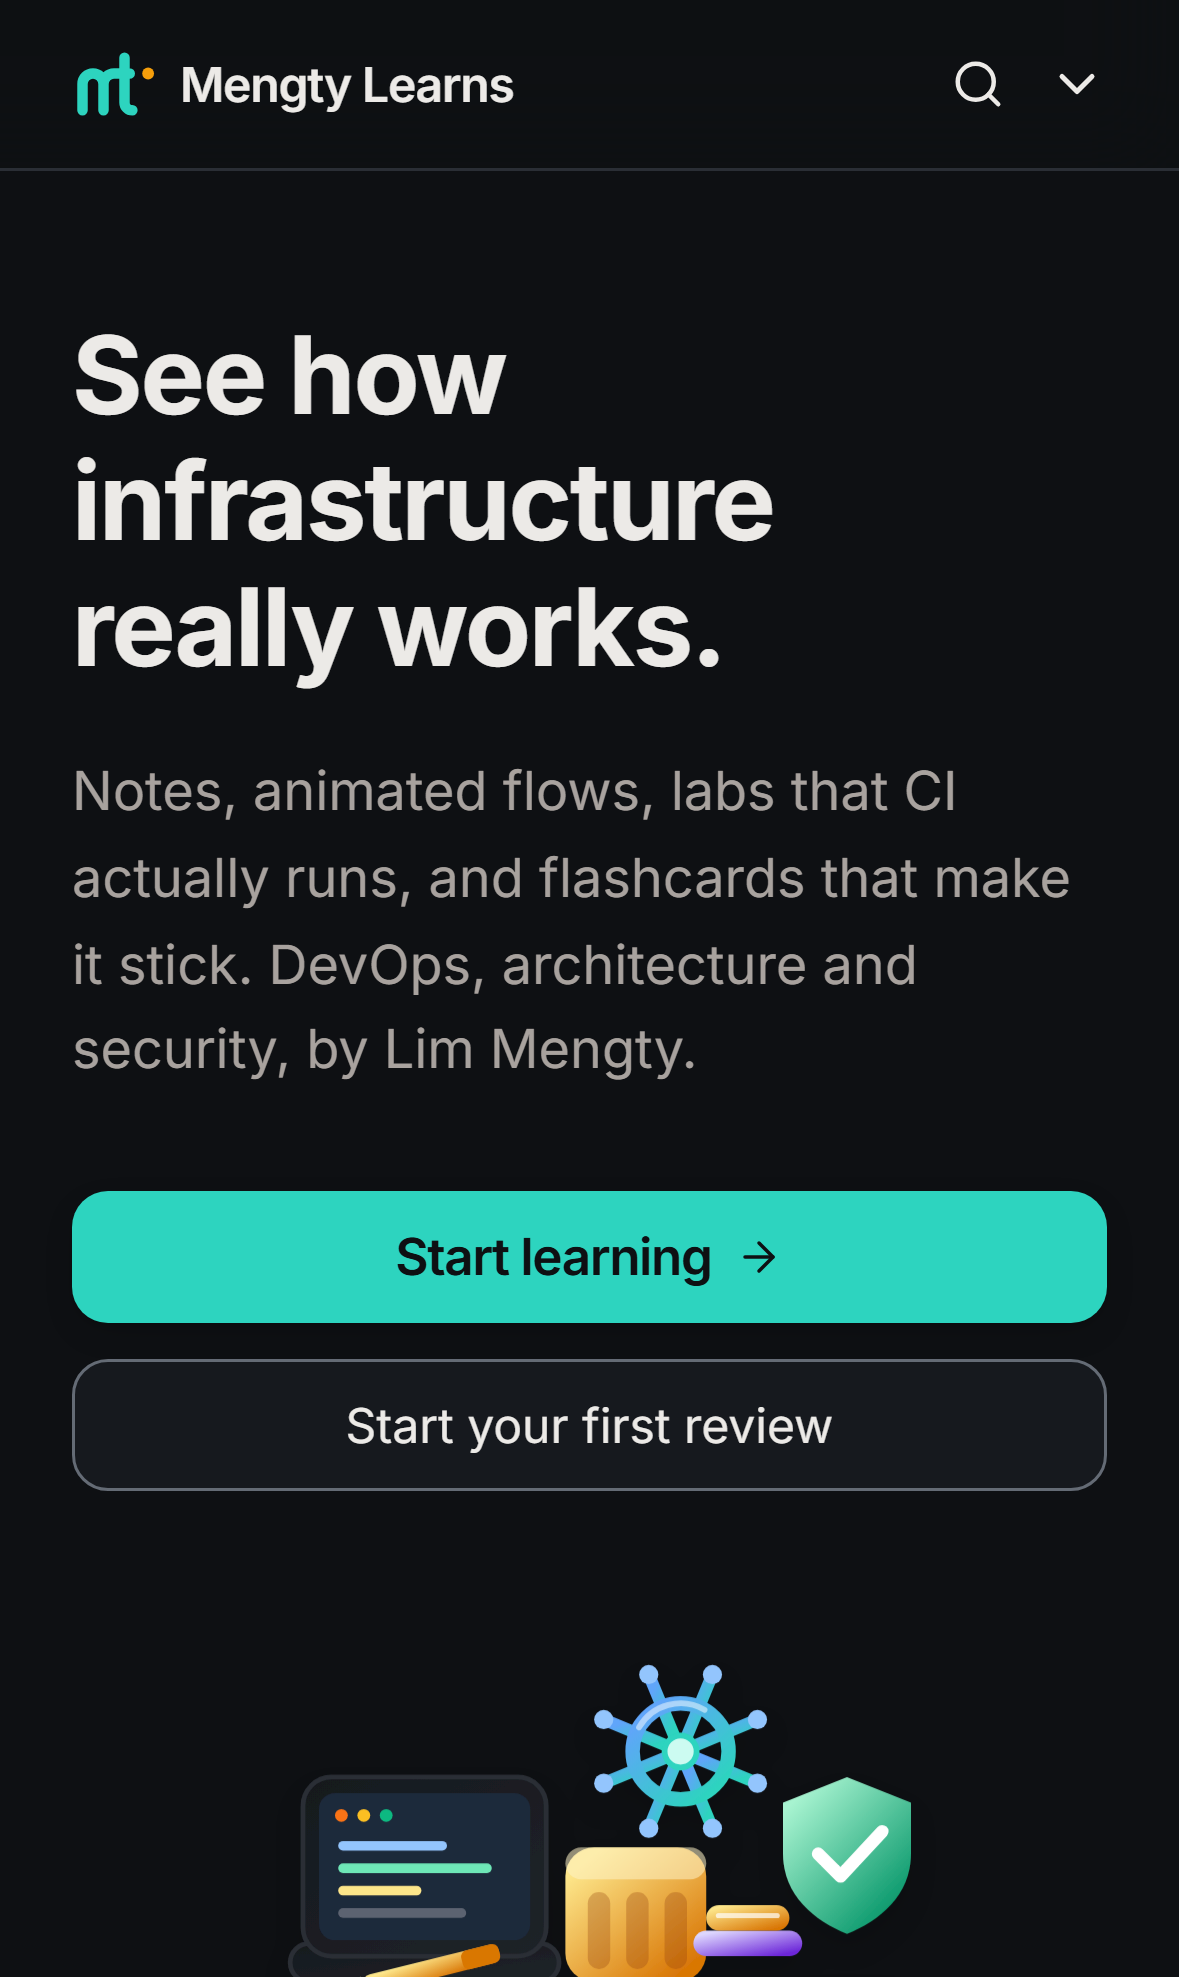 mt
Mengty Learns
See how
infrastructure
really works.
Notes, animated flows, labs that CI
actually runs, and flashcards that make
it stick. DevOps, architecture and
security, by Lim Mengty.
Start learning →
Start your first review